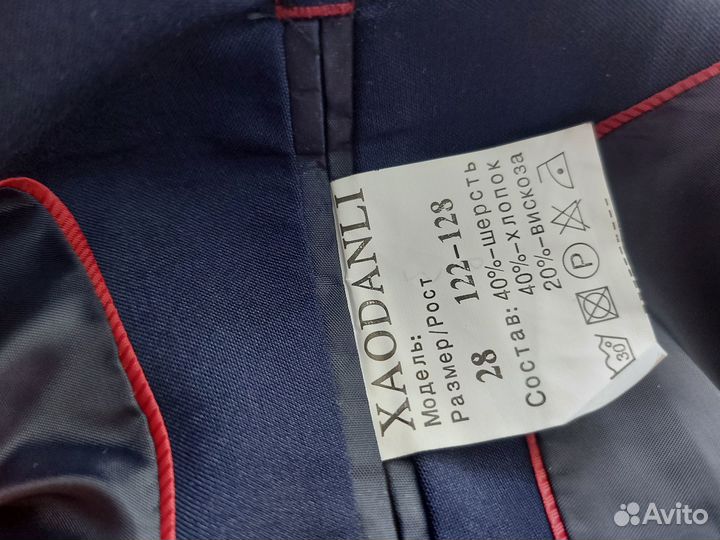 XAODANLI
Модель:
Размер/Рост
28 122-128
Состав: 40%-шерсть
40%-хлопок
20%-вискоза
P
30°
Avito